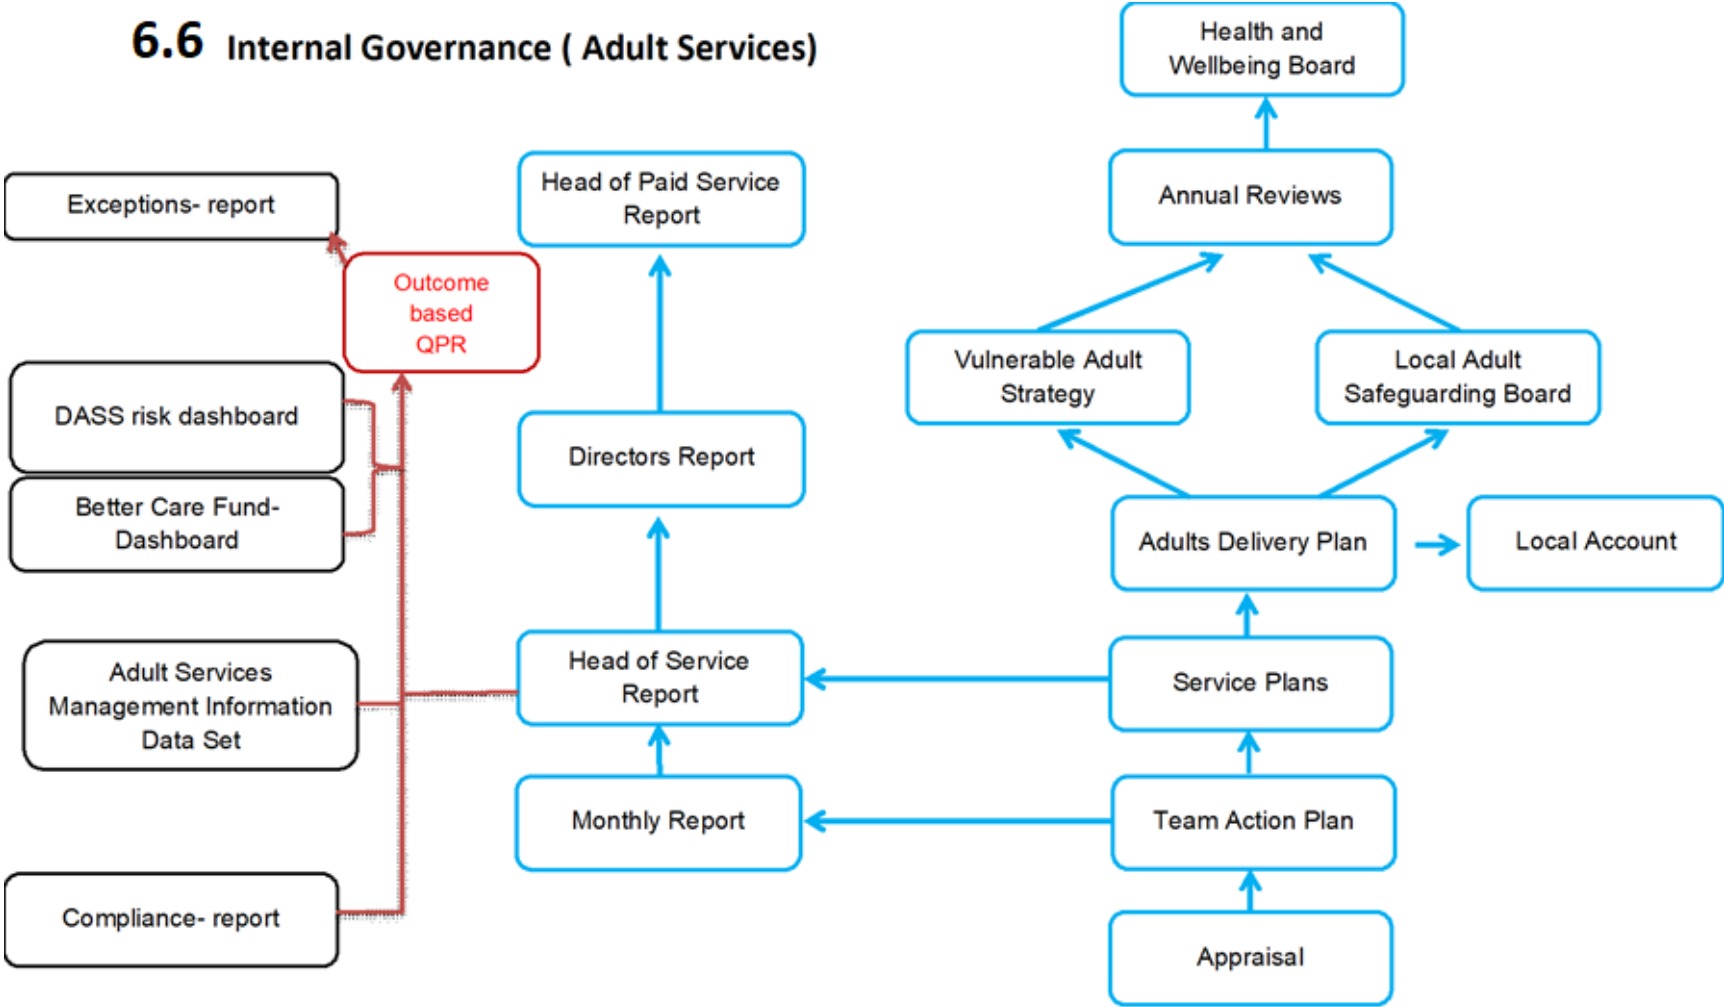 6.6 Internal Governance ( Adult Services)
Health and
Wellbeing Board
Annual Reviews
Head of Paid Service
Report
Exceptions- report
Outcome
based
QPR
Vulnerable Adult
Strategy
Local Adult
Safeguarding Board
DASS risk dashboard
Directors Report
Better Care Fund-
Dashboard
Adults Delivery Plan
Local Account
Adult Services
Management Information
Data Set
Head of Service
Report
Service Plans
Monthly Report
Team Action Plan
Compliance- report
Appraisal